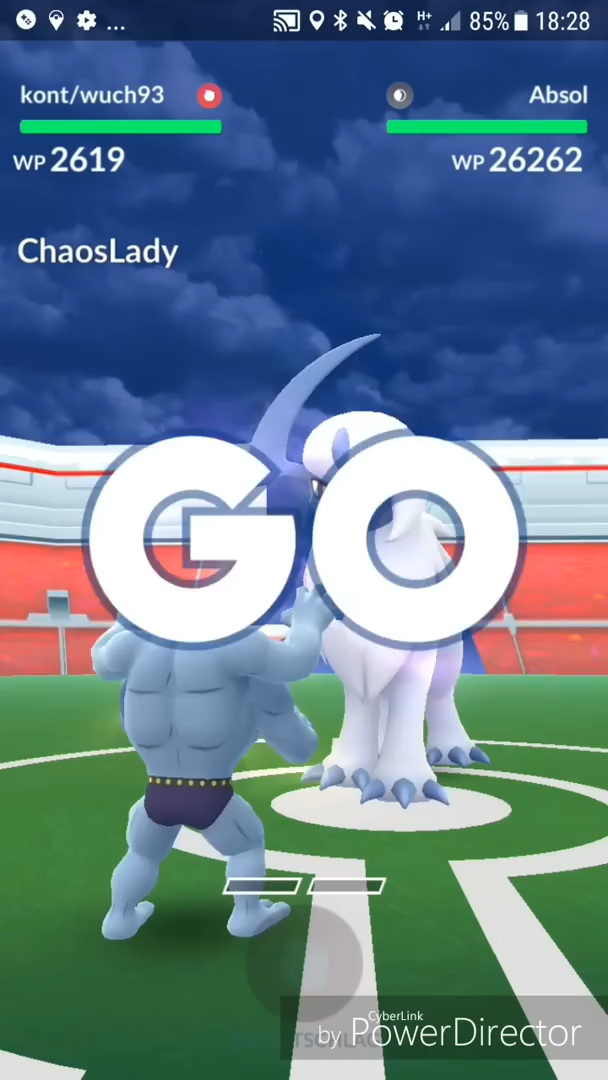 ... H+ 85% 18:28
kont/wuch93 Absol
WP 2619 WP 26262
ChaosLady
GO
by CyberLink PowerDirector